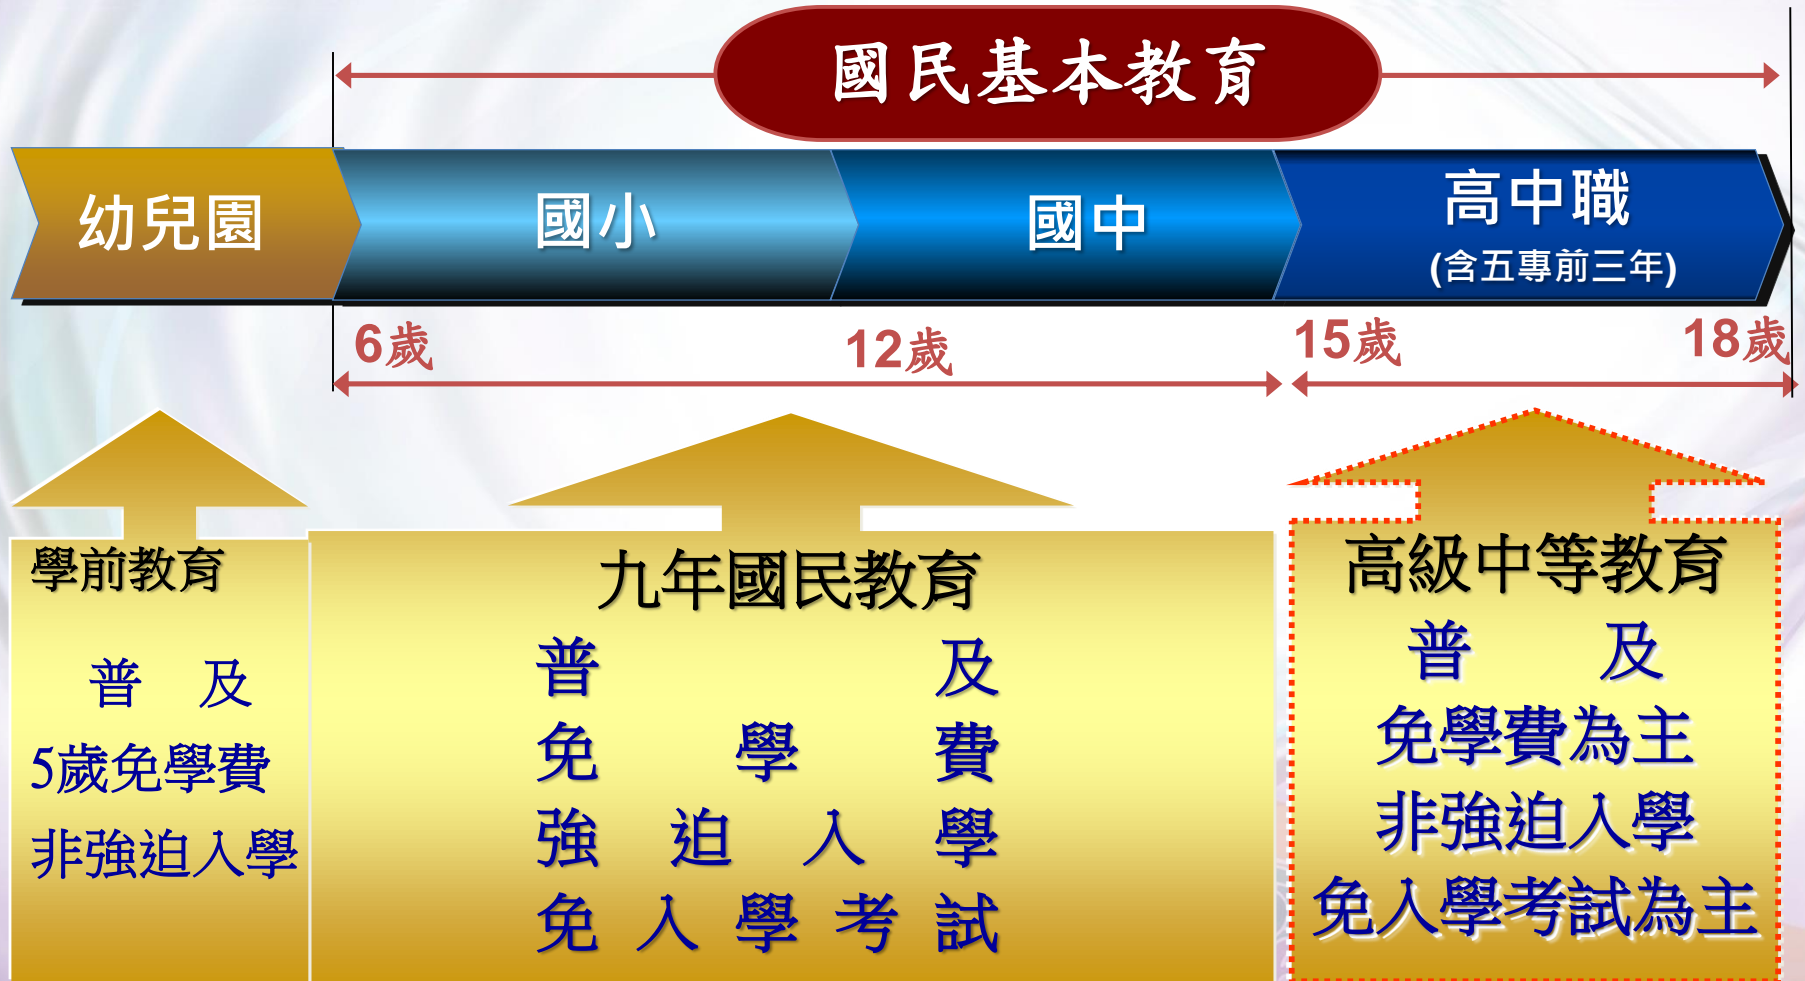 國民基本教育
幼兒園
國小
國中
高中職
(含五專前三年)
6歲
12歲
15歲
18歲
學前教育
普及
5歲免學費
非強迫入學
九年國民教育
普及
免學費
強迫入學
免入學考試
高級中等教育
普及
免學費為主
非強迫入學
免入學考試為主